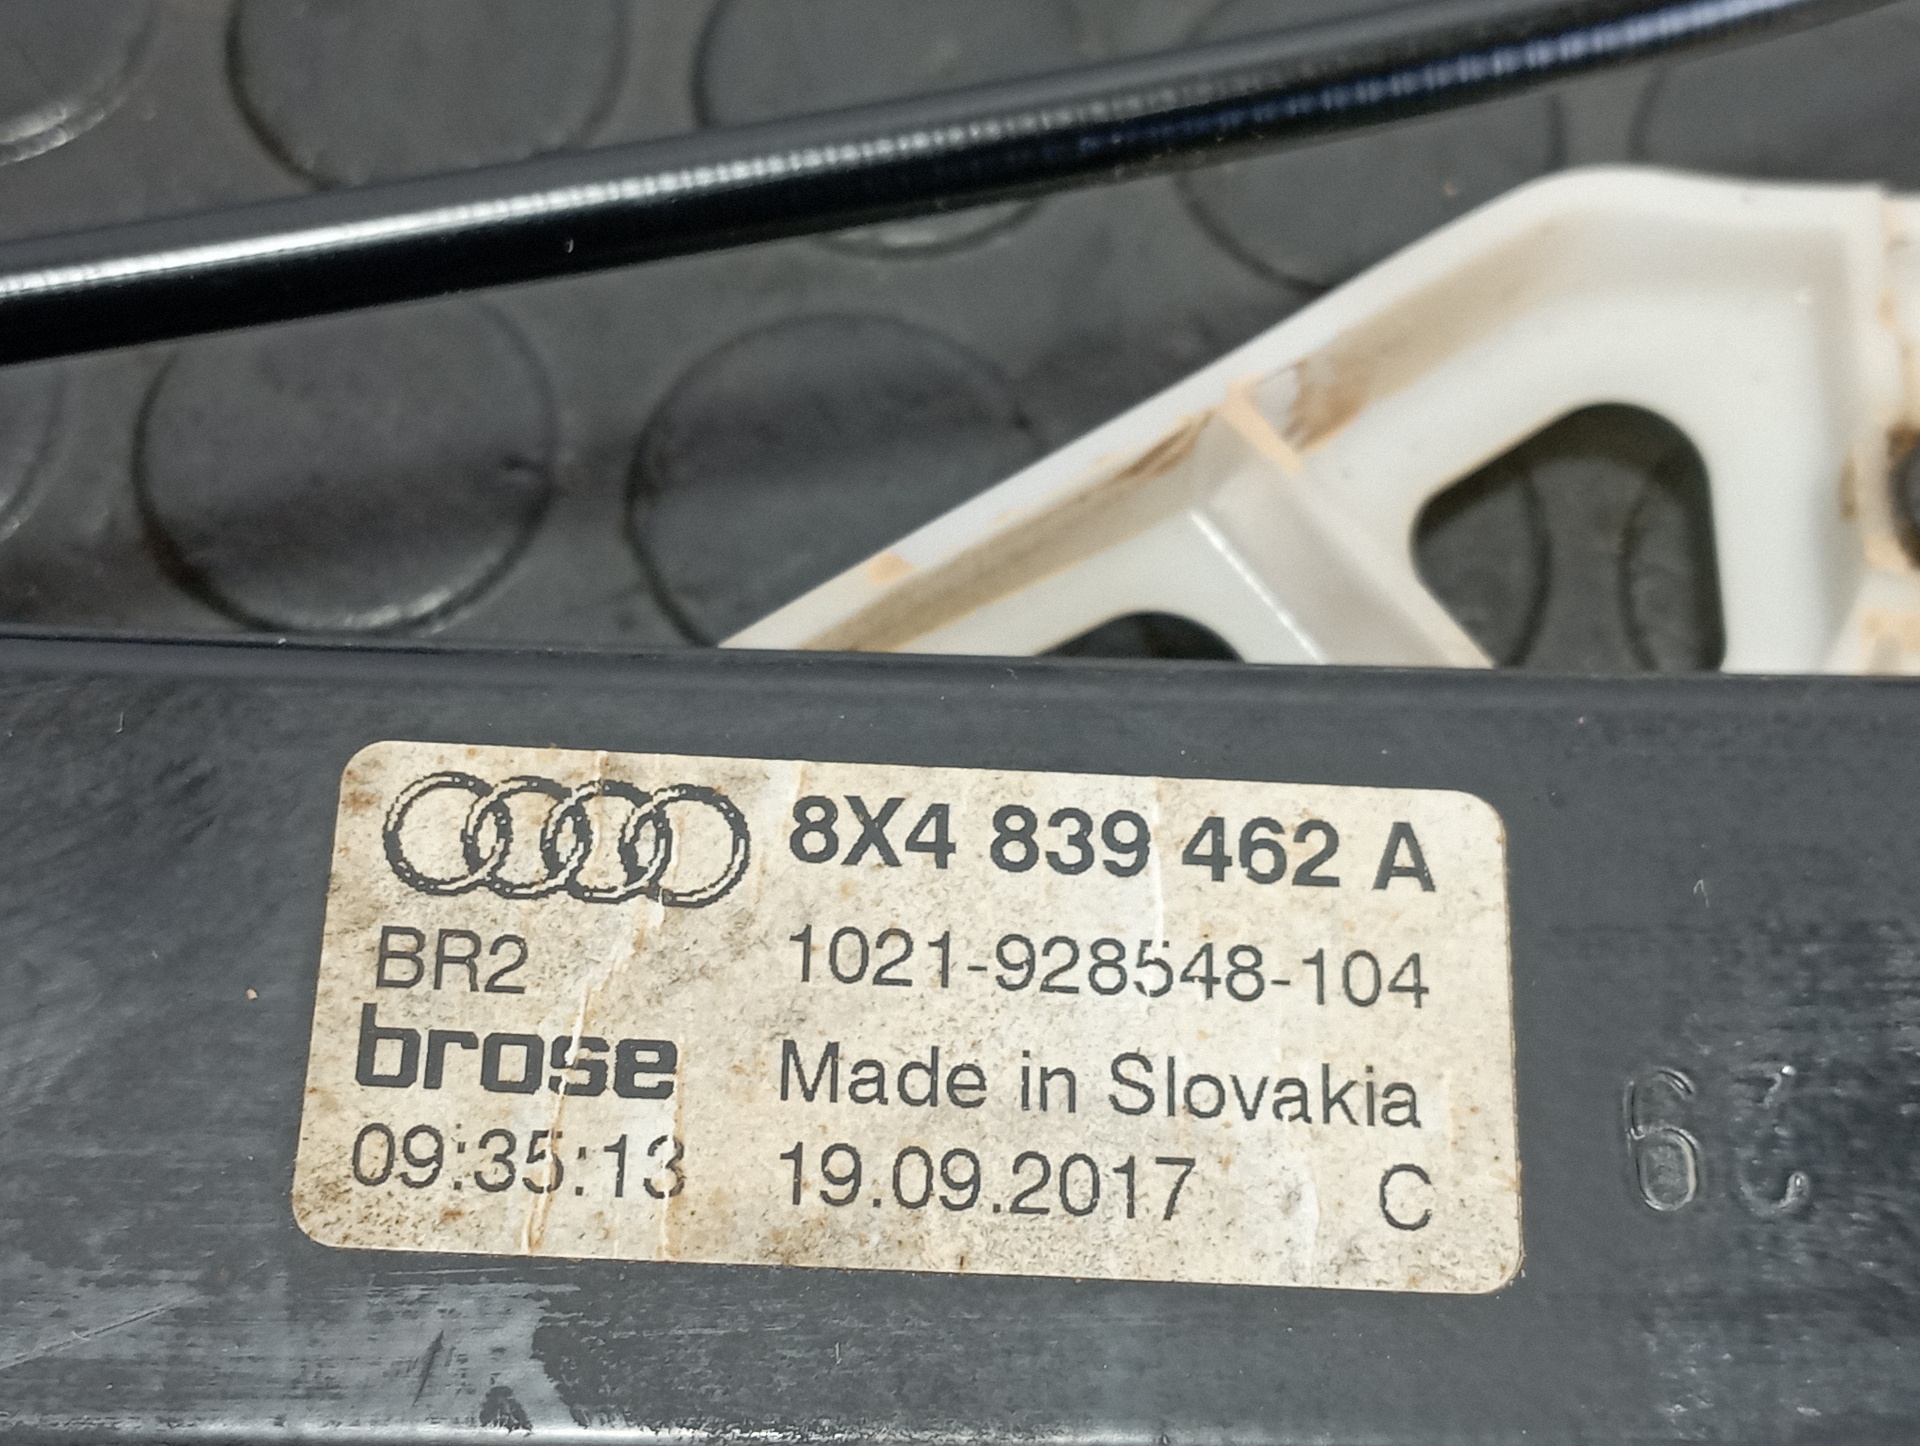 8X4 839 462 A
BR2 1021-928548-104
brose Made in Slovakia
09:35:13 19.09.2017 C